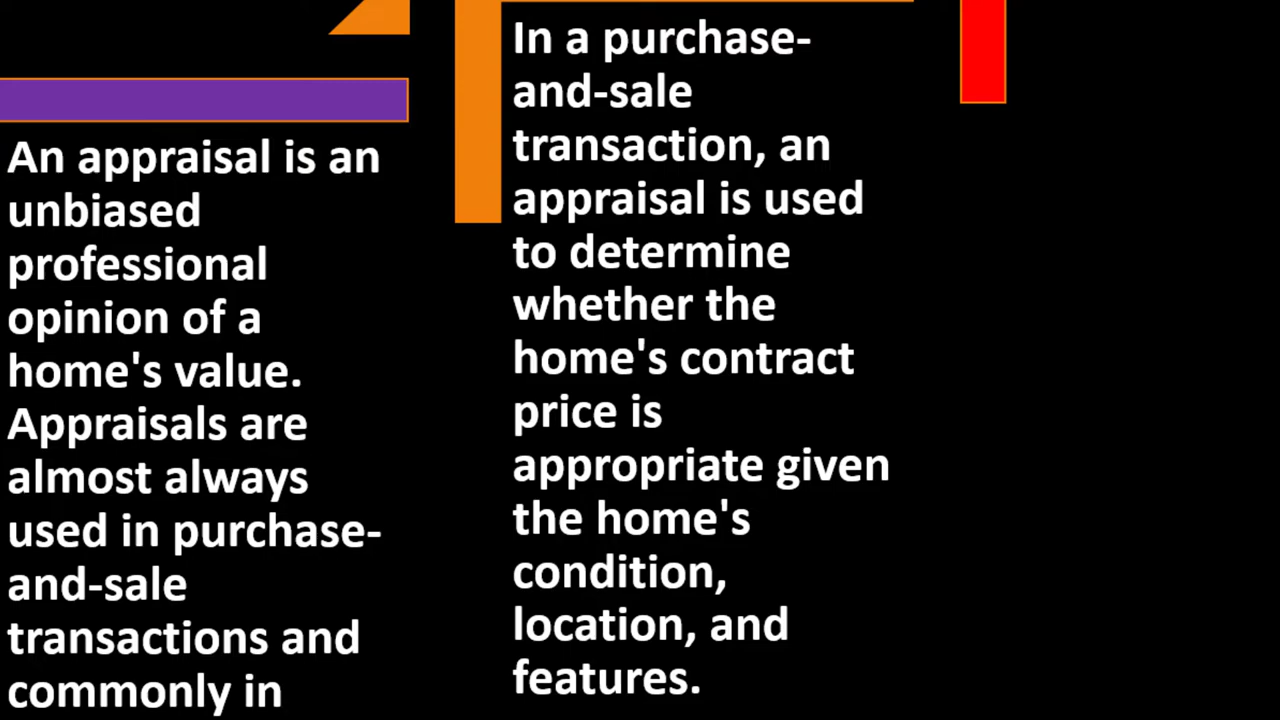 An appraisal is an
unbiased
professional
opinion of a
home's value.
Appraisals are
almost always
used in purchase-
and-sale
transactions and
commonly in
In a purchase-
and-sale
transaction, an
appraisal is used
to determine
whether the
home's contract
price is
appropriate given
the home's
condition,
location, and
features.